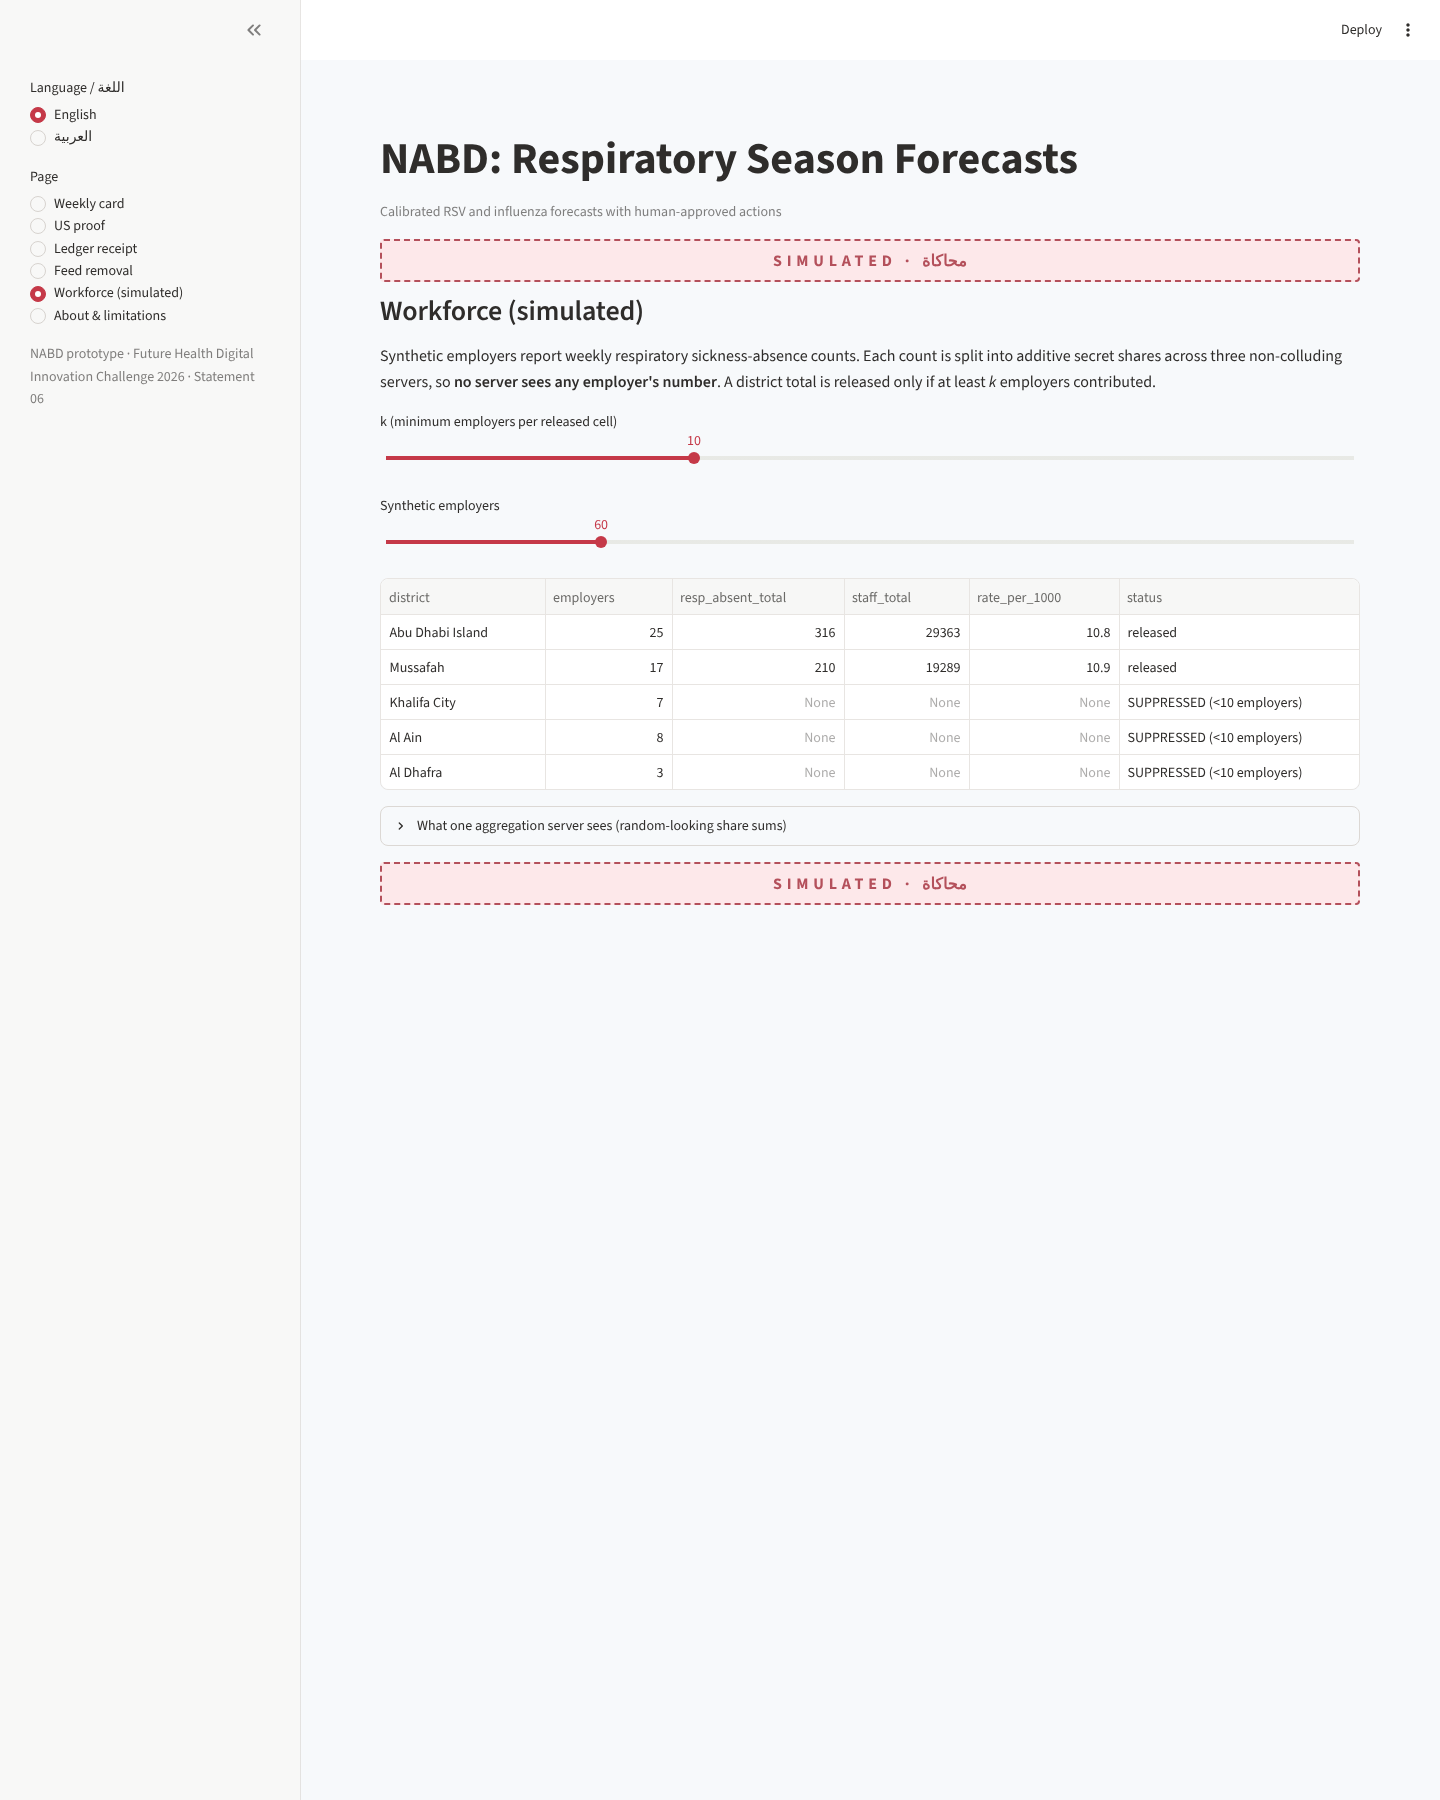 Deploy
Language / اللغة
English
العربية
Page
Weekly card
US proof
Ledger receipt
Feed removal
Workforce (simulated)
About & limitations
NABD prototype · Future Health Digital
Innovation Challenge 2026 · Statement
06
NABD: Respiratory Season Forecasts
Calibrated RSV and influenza forecasts with human-approved actions
SIMULATED · محاكاة
Workforce (simulated)
Synthetic employers report weekly respiratory sickness-absence counts. Each count is split into additive secret shares across three non-colluding
servers, so no server sees any employer's number. A district total is released only if at least k employers contributed.
k (minimum employers per released cell)
10
Synthetic employers
60
district employers resp_absent_total staff_total rate_per_1000 status
Abu Dhabi Island 25 316 29363 10.8 released
Mussafah 17 210 19289 10.9 released
Khalifa City 7 None None None SUPPRESSED (<10 employers)
Al Ain 8 None None None SUPPRESSED (<10 employers)
Al Dhafra 3 None None None SUPPRESSED (<10 employers)
What one aggregation server sees (random-looking share sums)
SIMULATED · محاكاة